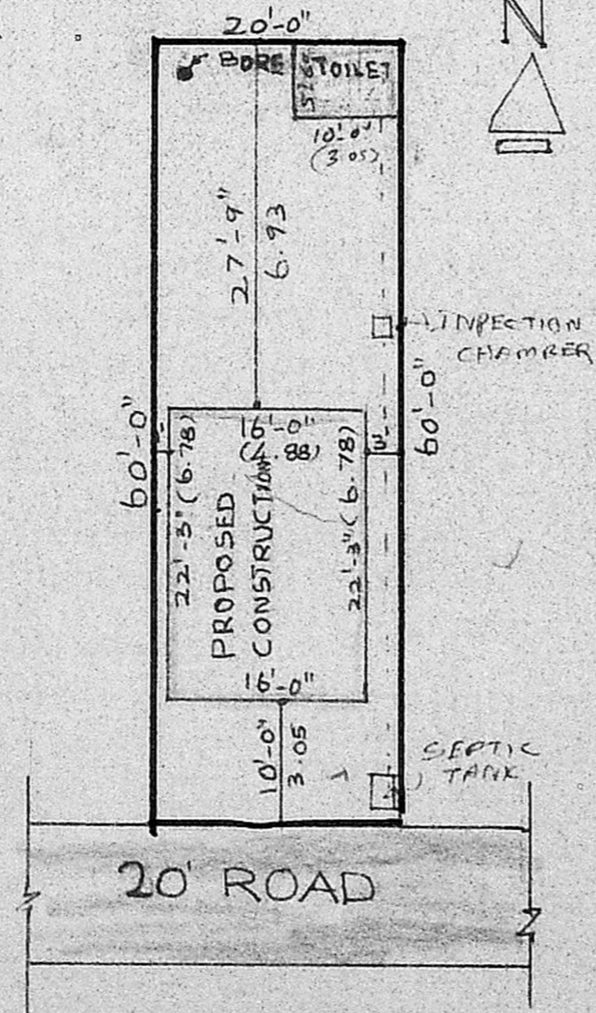 N
20'-0"
BORE
TOILET
5'-6"
10'-0"
(3.05)
27'-9"
6.93
INPECTION
CHAMBER
60'-0"
16'-0"
(4.88)
60'-0"
22'-3" (6.78)
PROPOSED
CONSTRUCTION
22'-3" (6.78)
16'-0"
10'-0"
3.05
SEPTIC
TANK
20' ROAD